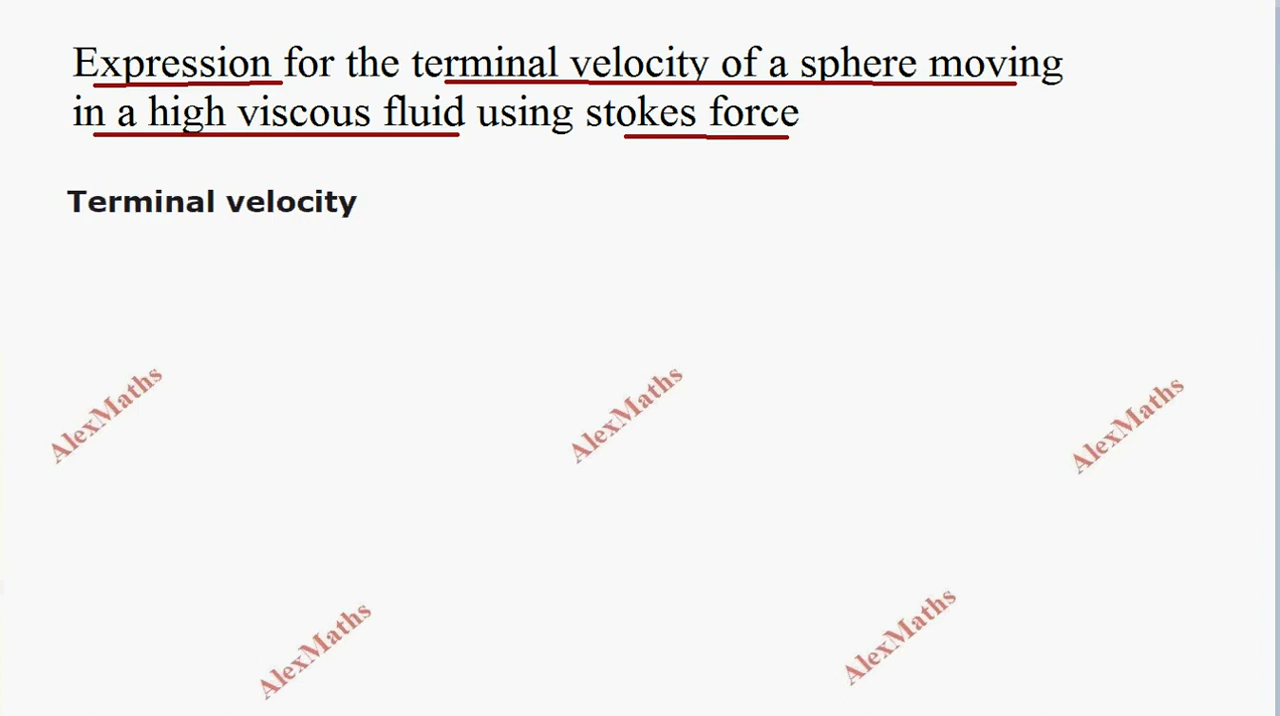 Expression for the terminal velocity of a sphere moving
in a high viscous fluid using stokes force
Terminal velocity
AlexMaths
AlexMaths
AlexMaths
AlexMaths
AlexMaths